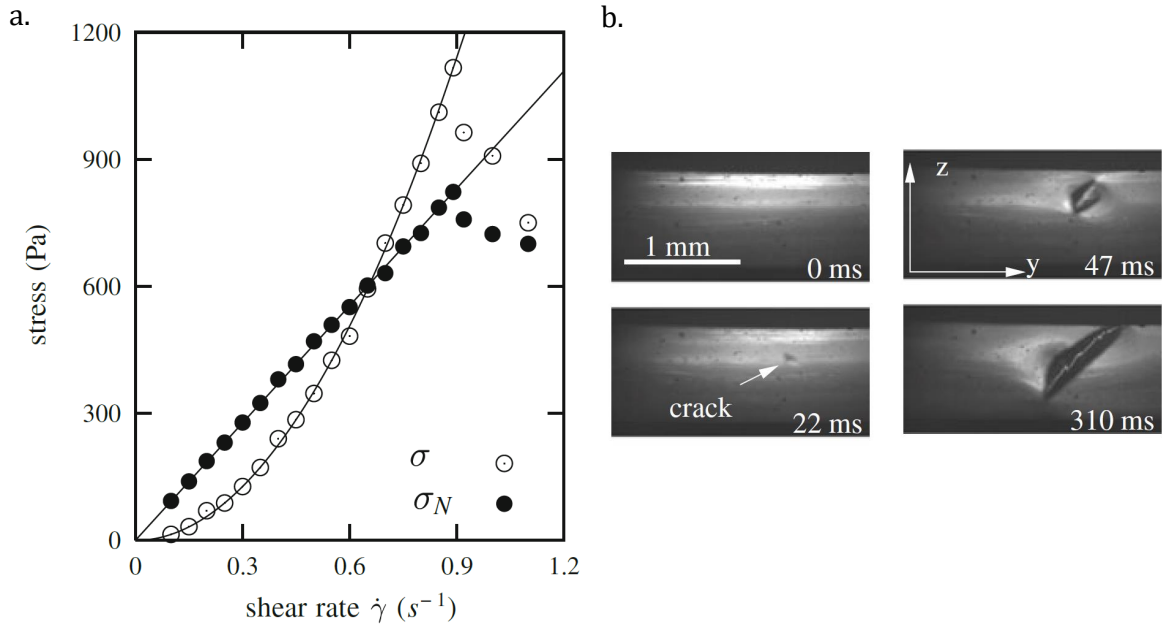 a.
b.
1200
900
600
300
0
0
0.3
0.6
0.9
1.2
stress (Pa)
shear rate γ̇ (s⁻¹)
σ
σ_N
1 mm
0 ms
z
y
47 ms
crack
22 ms
310 ms